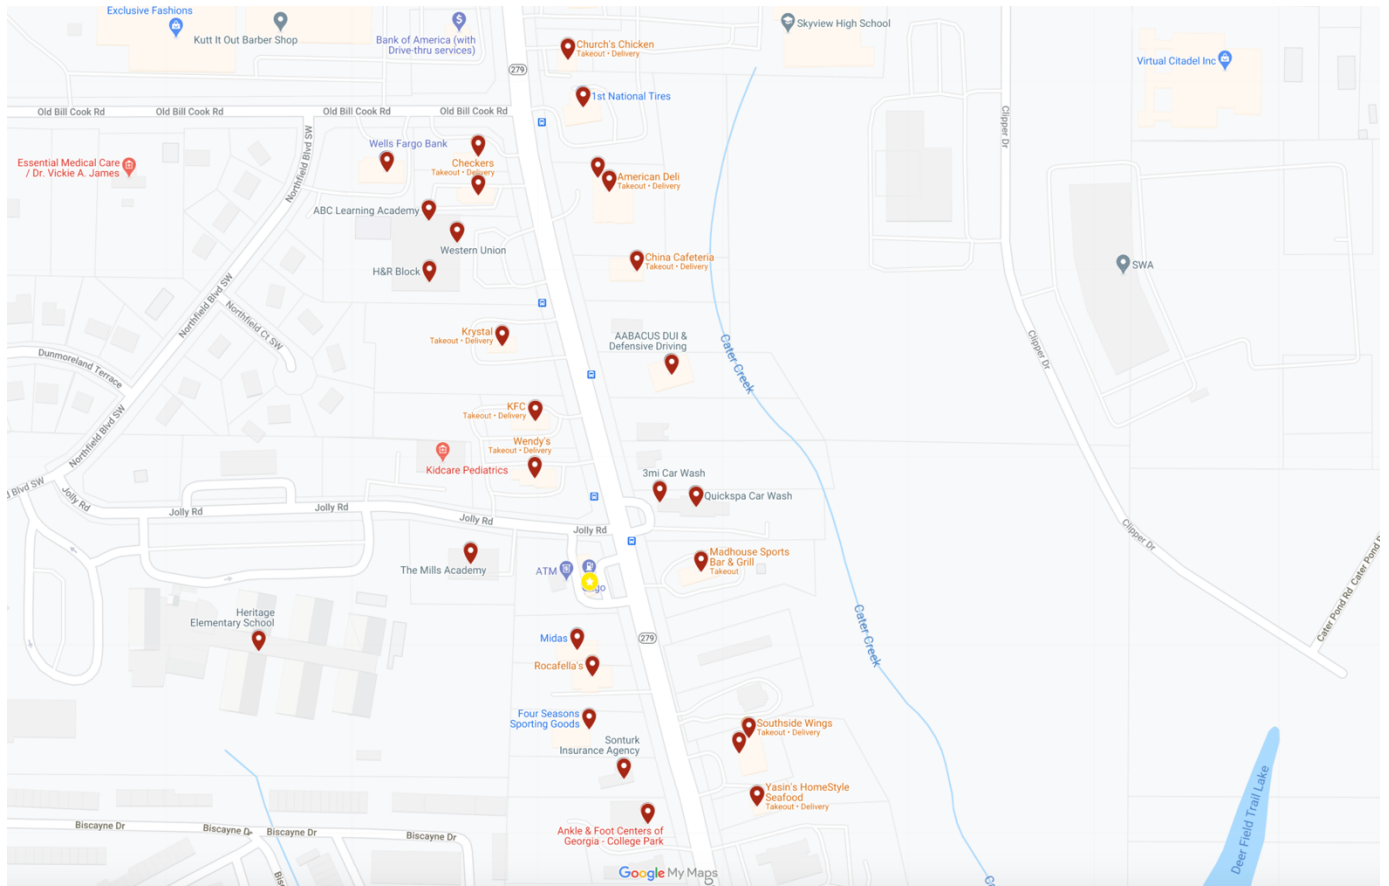 Exclusive Fashions
Kutt It Out Barber Shop
Bank of America (with
Drive-thru services)
279
Church's Chicken
Takeout • Delivery
Skyview High School
Virtual Citadel Inc
1st National Tires
Old Bill Cook Rd
Old Bill Cook Rd
Old Bill Cook Rd
Old Bill Cook Rd
Clipper Dr
Wells Fargo Bank
Essential Medical Care
/ Dr. Vickie A. James
Northfield Blvd SW
Checkers
Takeout • Delivery
American Deli
Takeout • Delivery
ABC Learning Academy
Western Union
H&R Block
China Cafeteria
Takeout • Delivery
SWA
Northfield Blvd SW
Northfield Ct SW
Krystal
Takeout • Delivery
AABACUS DUI &
Defensive Driving
Cater Creek
Clipper Dr
Dunmoreland Terrace
KFC
Takeout • Delivery
Northfield Blvd SW
Wendy's
Takeout • Delivery
Kidcare Pediatrics
3mi Car Wash
Quickspa Car Wash
d Blvd SW
Jolly Rd
Jolly Rd
Jolly Rd
Jolly Rd
Jolly Rd
Clipper Dr
Madhouse Sports
Bar & Grill
Takeout
The Mills Academy
ATM
Cater Pond Rd
Cater Pond R
Heritage
Elementary School
Cater Creek
279
Midas
Rocafella's
Four Seasons
Sporting Goods
Southside Wings
Takeout • Delivery
Sonturk
Insurance Agency
Yasin's HomeStyle
Seafood
Takeout • Delivery
Deer Field Trail Lake
Biscayne Dr
Biscayne D
Biscayne Dr
Biscayne Dr
Ankle & Foot Centers of
Georgia - College Park
Google My Maps